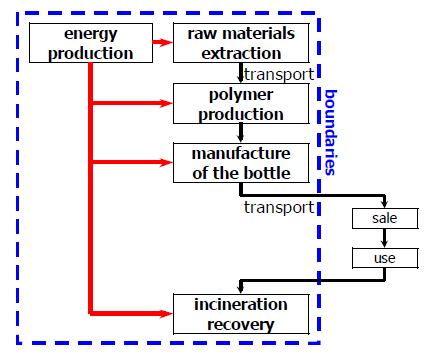 energy
production
raw materials
extraction
transport
polymer
production
boundaries
manufacture
of the bottle
transport
sale
use
incineration
recovery